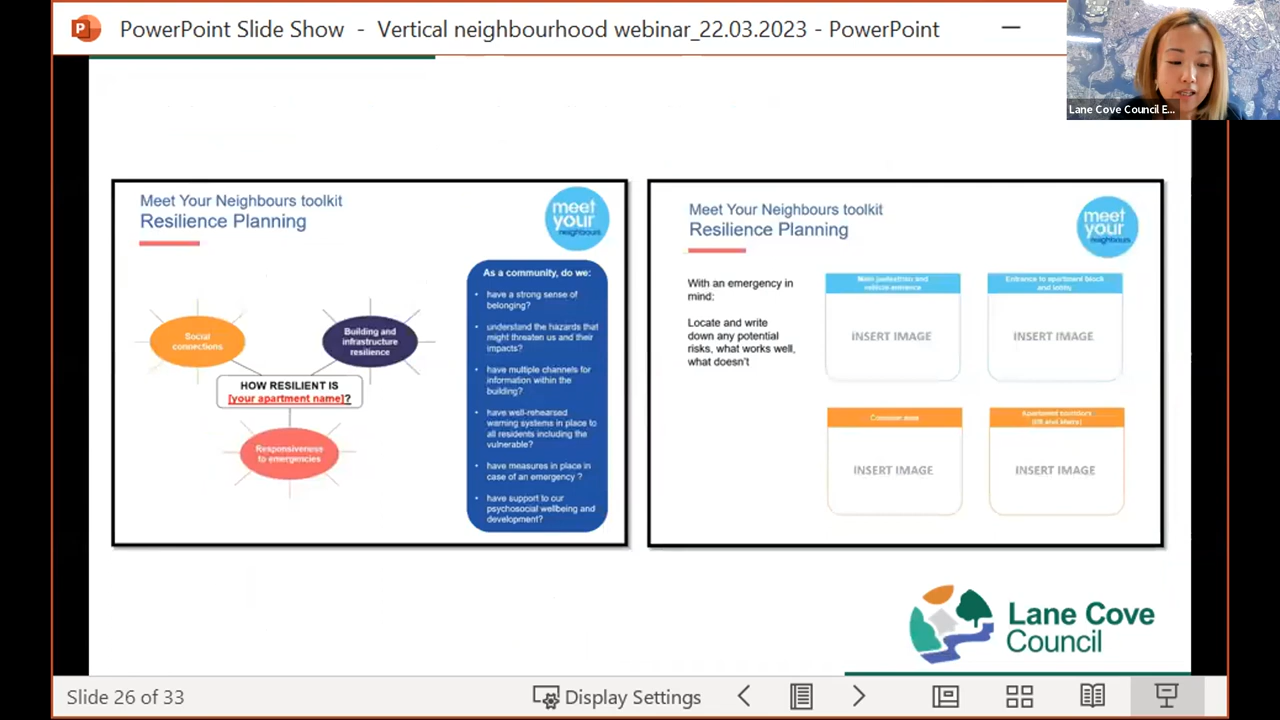 PowerPoint Slide Show - Vertical neighbourhood webinar_22.03.2023 - PowerPoint
Lane Cove Council E...
Meet Your Neighbours toolkit
Resilience Planning
meet
your
neighbours
Social
connections
Building and
infrastructure
resilience
HOW RESILIENT IS
[your apartment name]?
Responsiveness
to emergencies
As a community, do we:
• have a strong sense of
belonging?
• understand the hazards that
might threaten us and their
impacts?
• have multiple channels for
information within the
building?
• have well-rehearsed
warning systems in place to
all residents including the
vulnerable?
• have measures in place in
case of an emergency ?
• have support to our
psychosocial wellbeing and
development?
Meet Your Neighbours toolkit
Resilience Planning
meet
your
neighbours
With an emergency in
mind:
Locate and write
down any potential
risks, what works well,
what doesn't
Main pedestrian and
vehicle entrance
INSERT IMAGE
Entrance to apartment block
and lobby
INSERT IMAGE
Common area
INSERT IMAGE
Apartment corridors
(lift and stairs)
INSERT IMAGE
Lane Cove
Council
Slide 26 of 33
Display Settings